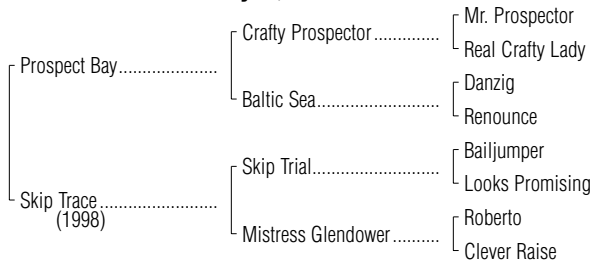 Mr. Prospector
Crafty Prospector..............
Real Crafty Lady
Prospect Bay.....................
Danzig
Baltic Sea..........................
Renounce
Bailjumper
Skip Trial...........................
Looks Promising
Skip Trace.........................
(1998)
Roberto
Mistress Glendower..........
Clever Raise